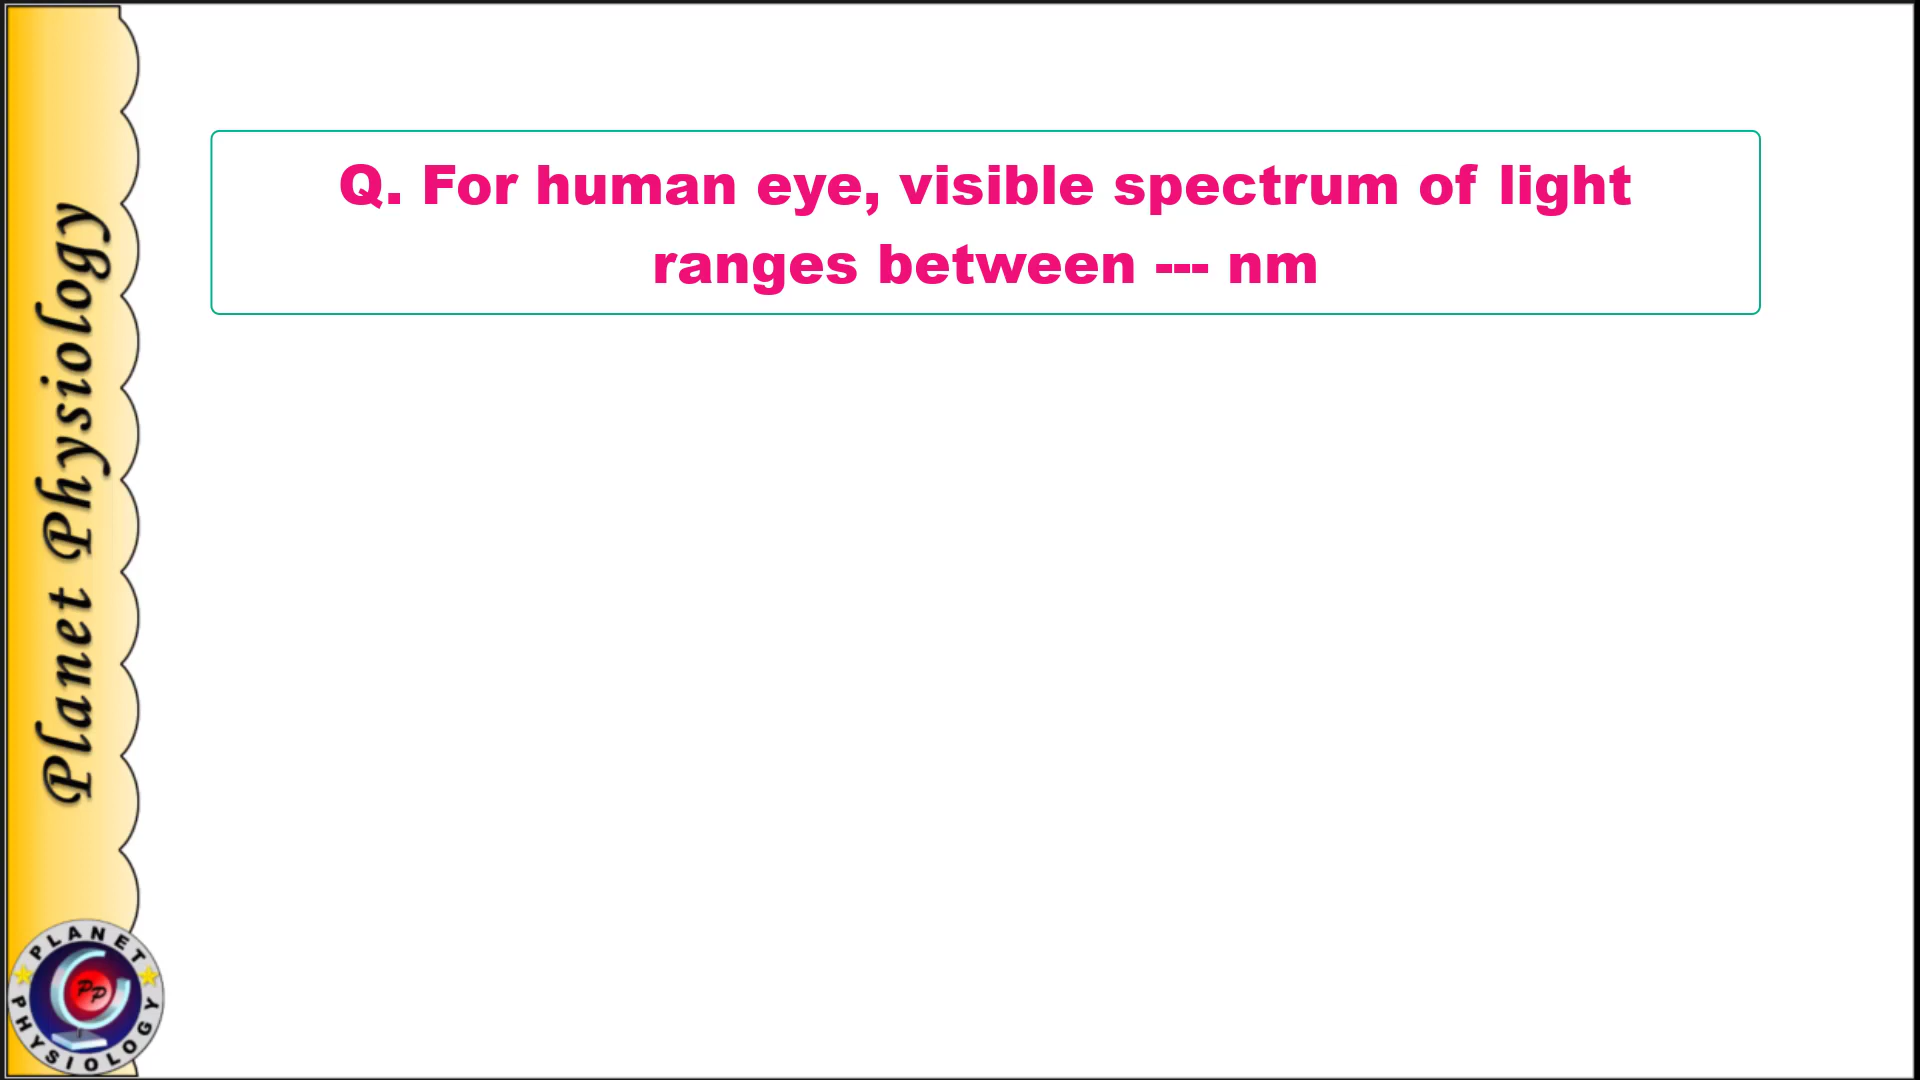 Q. For human eye, visible spectrum of light
ranges between --- nm
Planet Physiology
PLANET
PP
PHYSIOLOGY